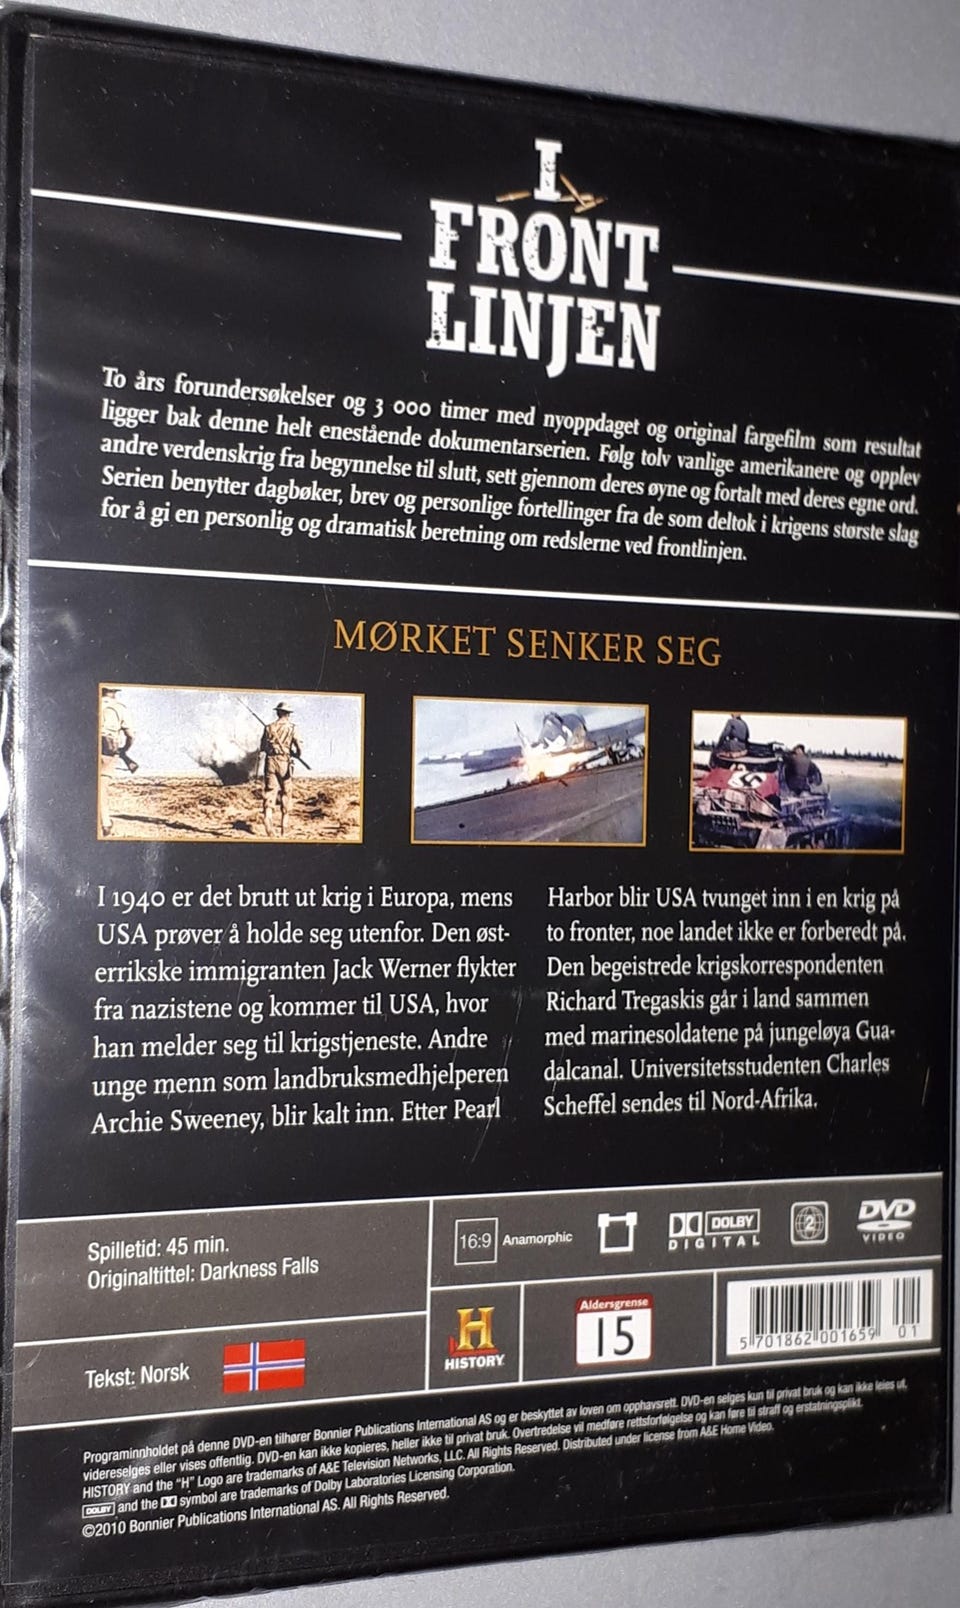 I
FRONT
LINJEN
To års forundersøkelser og 3 000 timer med nyoppdaget og original fargefilm som resultat
ligger bak denne helt enestående dokumentarserien. Følg tolv vanlige amerikanere og opplev
andre verdenskrig fra begynnelse til slutt, sett gjennom deres øyne og fortalt med deres egne ord.
Serien benytter dagbøker, brev og personlige fortellinger fra de som deltok i krigens største slag
for å gi en personlig og dramatisk beretning om redslerne ved frontlinjen.
MØRKET SENKER SEG
I 1940 er det brutt ut krig i Europa, mens
USA prøver å holde seg utenfor. Den øst-
errikske immigranten Jack Werner flykter
fra nazistene og kommer til USA, hvor
han melder seg til krigstjeneste. Andre
unge menn som landbruksmedhjelperen
Archie Sweeney, blir kalt inn. Etter Pearl
Harbor blir USA tvunget inn i en krig på
to fronter, noe landet ikke er forberedt på.
Den begeistrede krigskorrespondenten
Richard Tregaskis går i land sammen
med marinesoldatene på jungeløya Gua-
dalcanal. Universitetsstudenten Charles
Scheffel sendes til Nord-Afrika.
Spilletid: 45 min.
Originaltittel: Darkness Falls
Tekst: Norsk
16:9 Anamorphic
DOLBY
DIGITAL
2
DVD
VIDEO
H
HISTORY
Aldersgrense
15
5 701862 001659 01
Programinnholdet på denne DVD-en tilhører Bonnier Publications International AS og er beskyttet av loven om opphavsrett. DVD-en selges kun til privat bruk og kan ikke leies ut,
videreselges eller vises offentlig. DVD-en kan ikke kopieres, heller ikke til privat bruk. Overtredelse vil medføre rettsforfølgelse og kan føre til straff og erstatningsplikt.
HISTORY and the "H" Logo are trademarks of A&E Television Networks, LLC. All Rights Reserved. Distributed under license from A&E Home Video.
DOLBY and the DD symbol are trademarks of Dolby Laboratories Licensing Corporation.
©2010 Bonnier Publications International AS. All Rights Reserved.